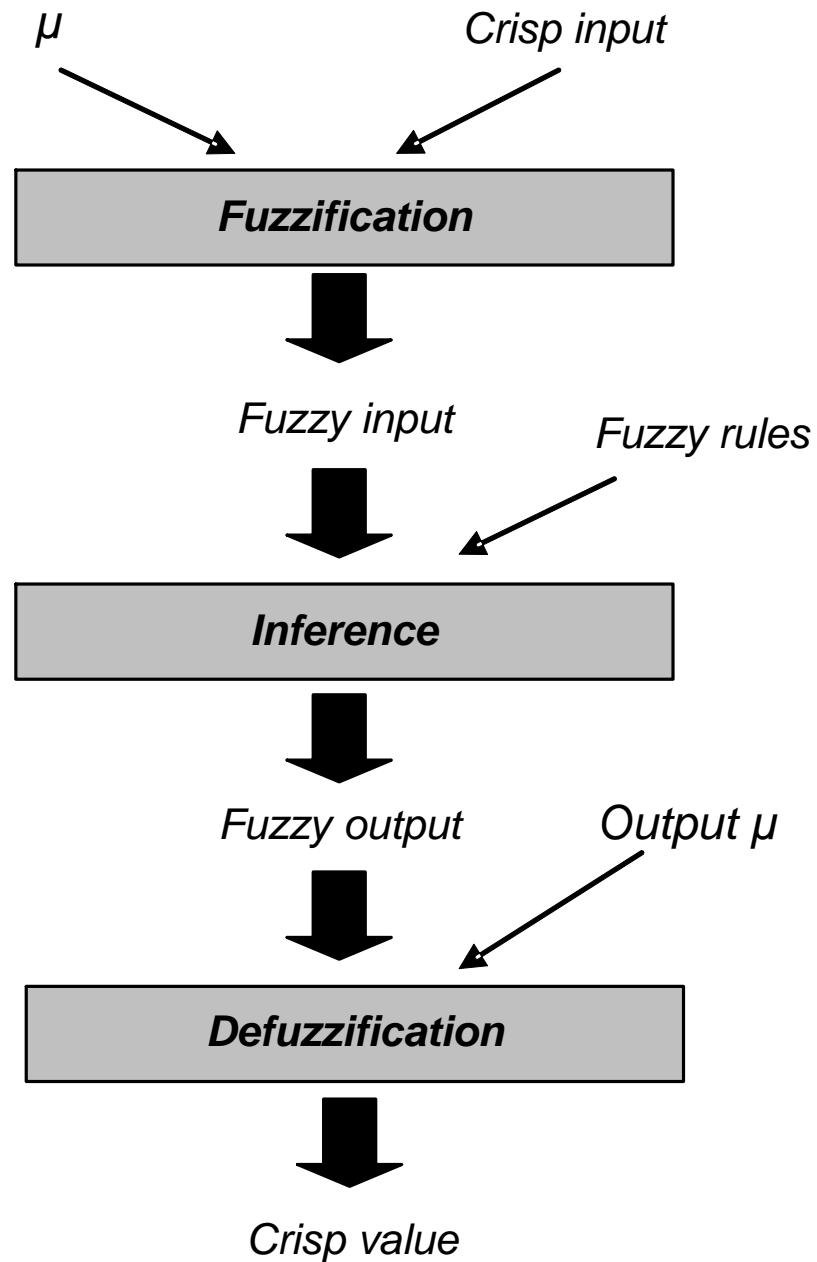 μ
Crisp input
Fuzzification
Fuzzy input
Fuzzy rules
Inference
Fuzzy output
Output μ
Defuzzification
Crisp value